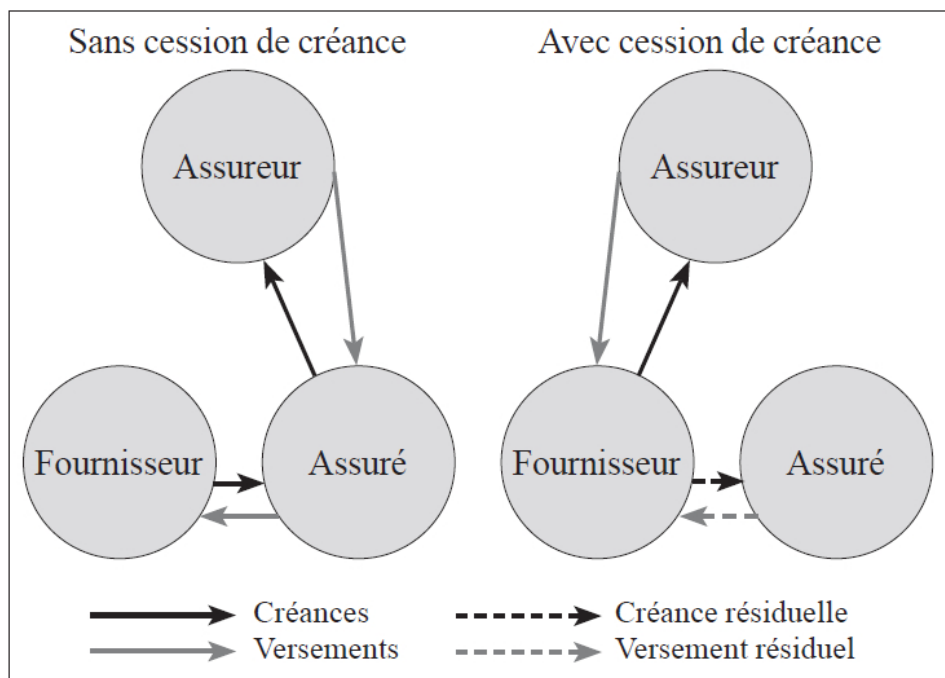 Sans cession de créance
Avec cession de créance
Assureur
Assureur
Fournisseur
Assuré
Fournisseur
Assuré
Créances
Créance résiduelle
Versements
Versement résiduel